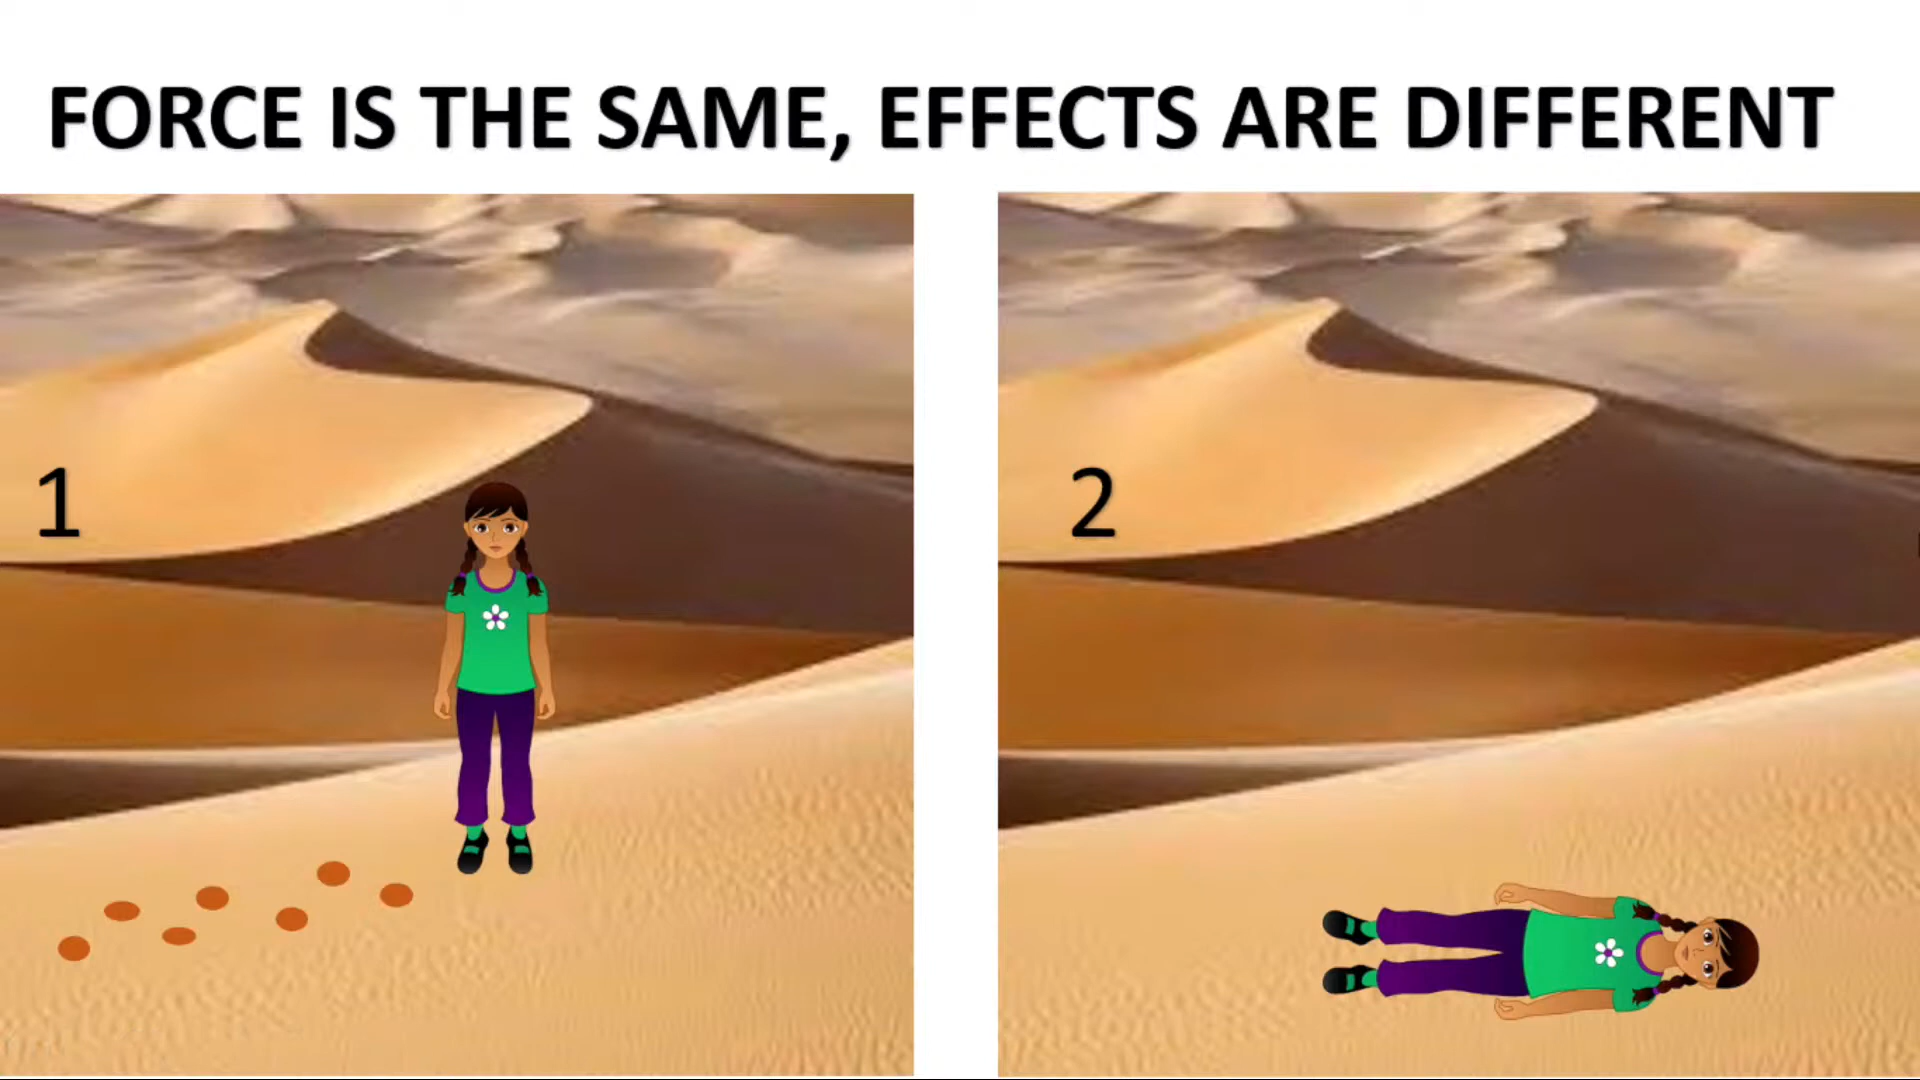 FORCE IS THE SAME, EFFECTS ARE DIFFERENT
1
2